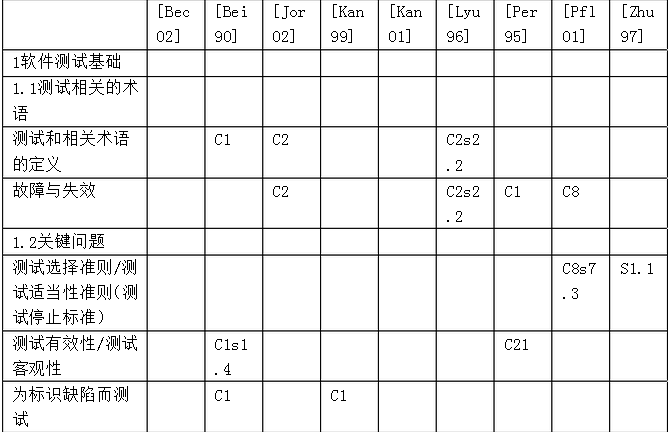 [Bec [Bei [Jor [Kan [Kan [Lyu [Per [Pfl [Zhu
02] 90] 02] 99] 01] 96] 95] 01] 97]
1软件测试基础
1.1测试相关的术
语
测试和相关术语 C1 C2 C2s2
的定义 .2
故障与失效 C2 C2s2 C1 C8
.2
1.2关键问题
测试选择准则/测 C8s7 S1.1
试适当性准则(测 .3
试停止标准)
测试有效性/测试 C1s1 C21
客观性 .4
为标识缺陷而测 C1 C1
试